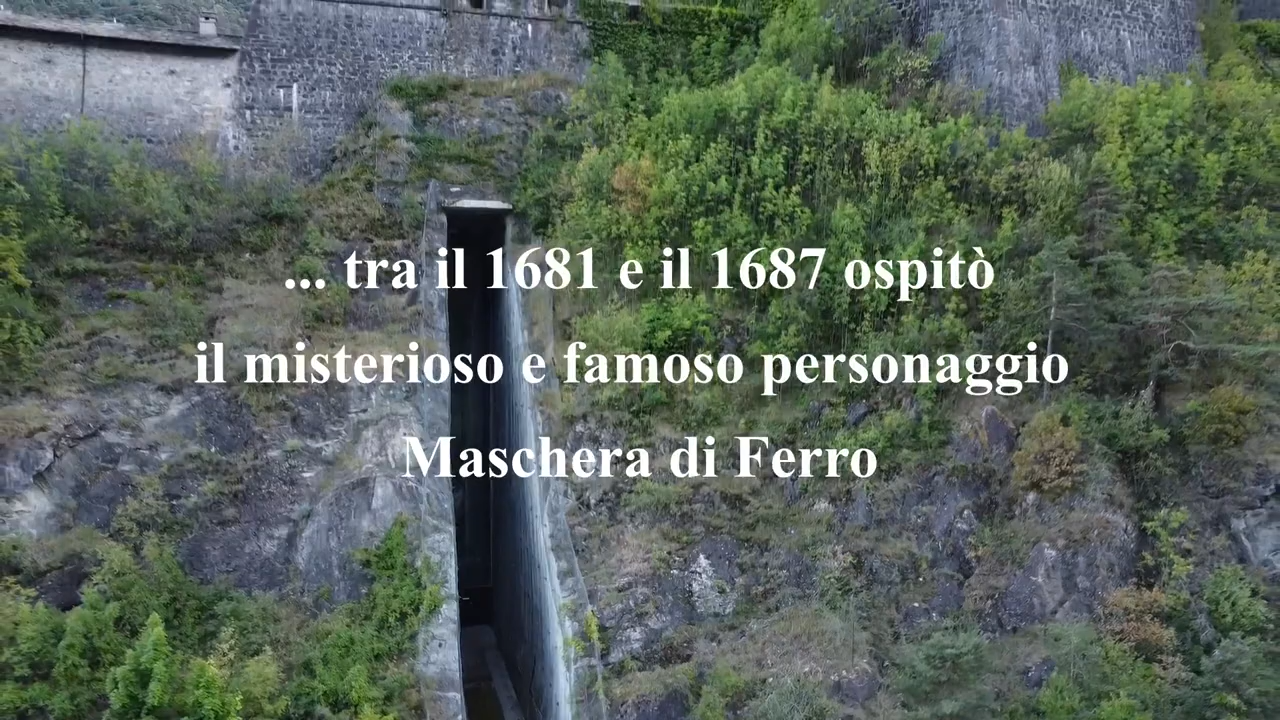 ... tra il 1681 e il 1687 ospitò
il misterioso e famoso personaggio
Maschera di Ferro